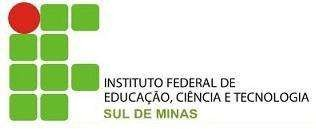 INSTITUTO FEDERAL DE
EDUCAÇÃO, CIÊNCIA E TECNOLOGIA
SUL DE MINAS